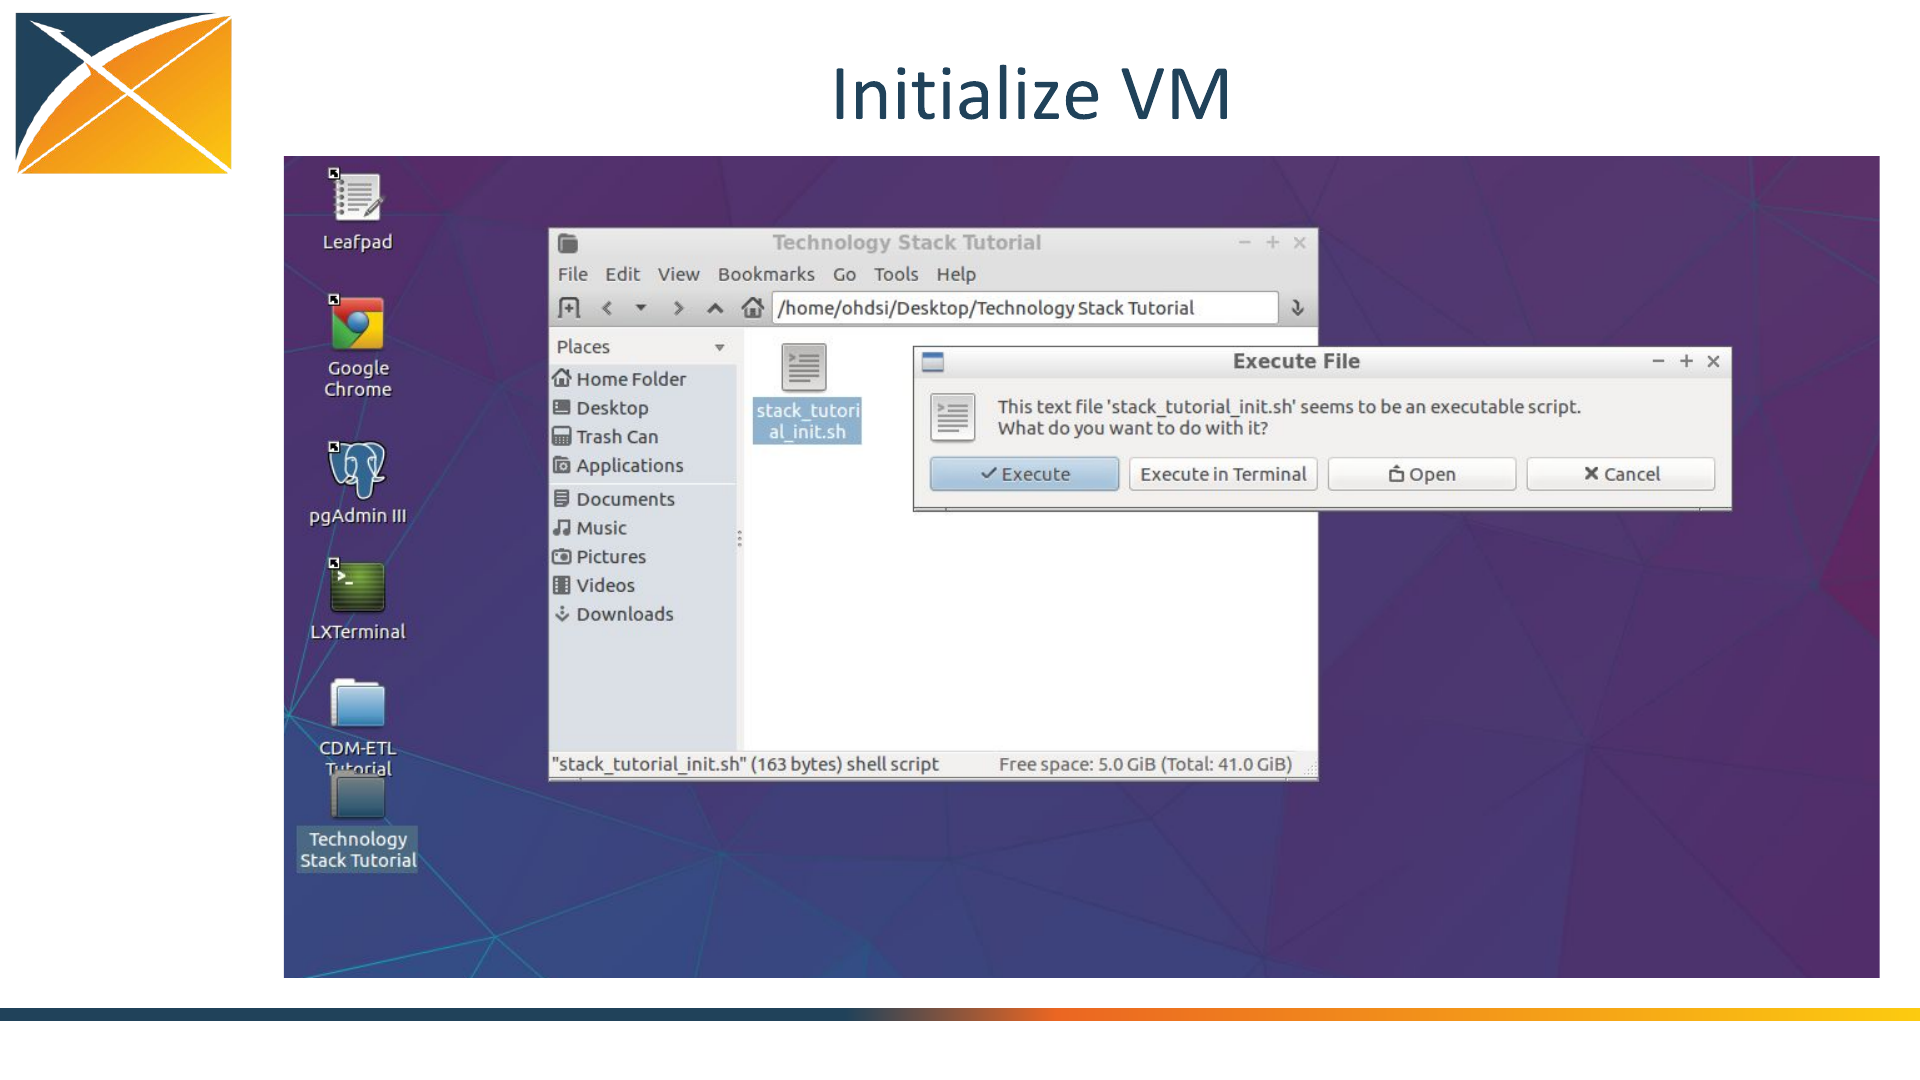 Initialize VM
Leafpad
Google
Chrome
pgAdmin III
LXTerminal
CDM-ETL
Tutorial
Technology
Stack Tutorial
Technology Stack Tutorial
File Edit View Bookmarks Go Tools Help
/home/ohdsi/Desktop/Technology Stack Tutorial
Places
Home Folder
Desktop
Trash Can
Applications
Documents
Music
Pictures
Videos
Downloads
stack_tutori
al_init.sh
"stack_tutorial_init.sh" (163 bytes) shell script
Free space: 5.0 GiB (Total: 41.0 GiB)
Execute File
This text file 'stack_tutorial_init.sh' seems to be an executable script.
What do you want to do with it?
Execute
Execute in Terminal
Open
Cancel